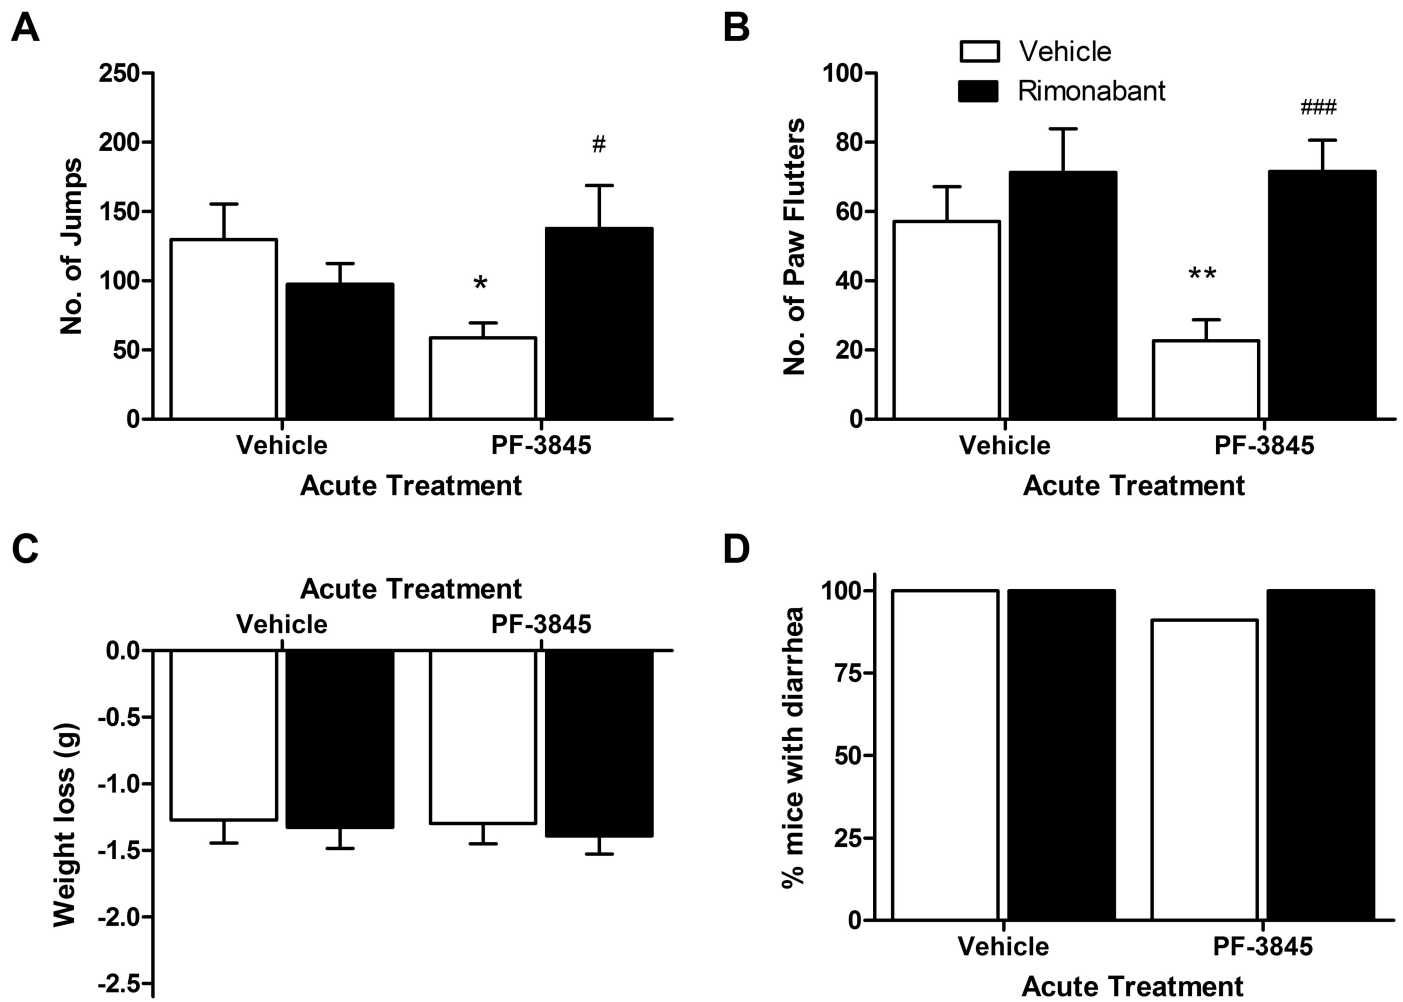 A
250
200
150
100
50
0
No. of Jumps
*
#
Vehicle
PF-3845
Acute Treatment
B
Vehicle
Rimonabant
100
80
60
40
20
0
No. of Paw Flutters
**
###
Vehicle
PF-3845
Acute Treatment
C
Acute Treatment
Vehicle
PF-3845
0.0
-0.5
-1.0
-1.5
-2.0
-2.5
Weight loss (g)
D
100
75
50
25
0
% mice with diarrhea
Vehicle
PF-3845
Acute Treatment